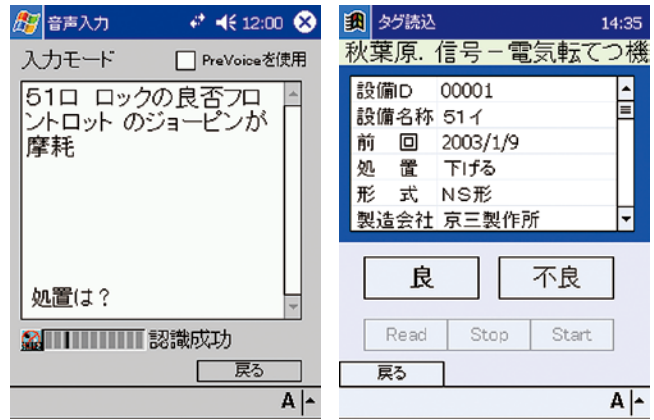 音声入力 12:00
入力モード PreVoiceを使用
51ロ ロックの良否フロ
ントロット のジョーピンが
摩耗
処置は？
認識成功
戻る
A
タグ読込 14:35
秋葉原. 信号－電気転てつ機
設備ID 00001
設備名称 51イ
前 回 2003/1/9
処 置 下げる
形 式 NS形
製造会社 京三製作所
良 不良
Read Stop Start
戻る
A